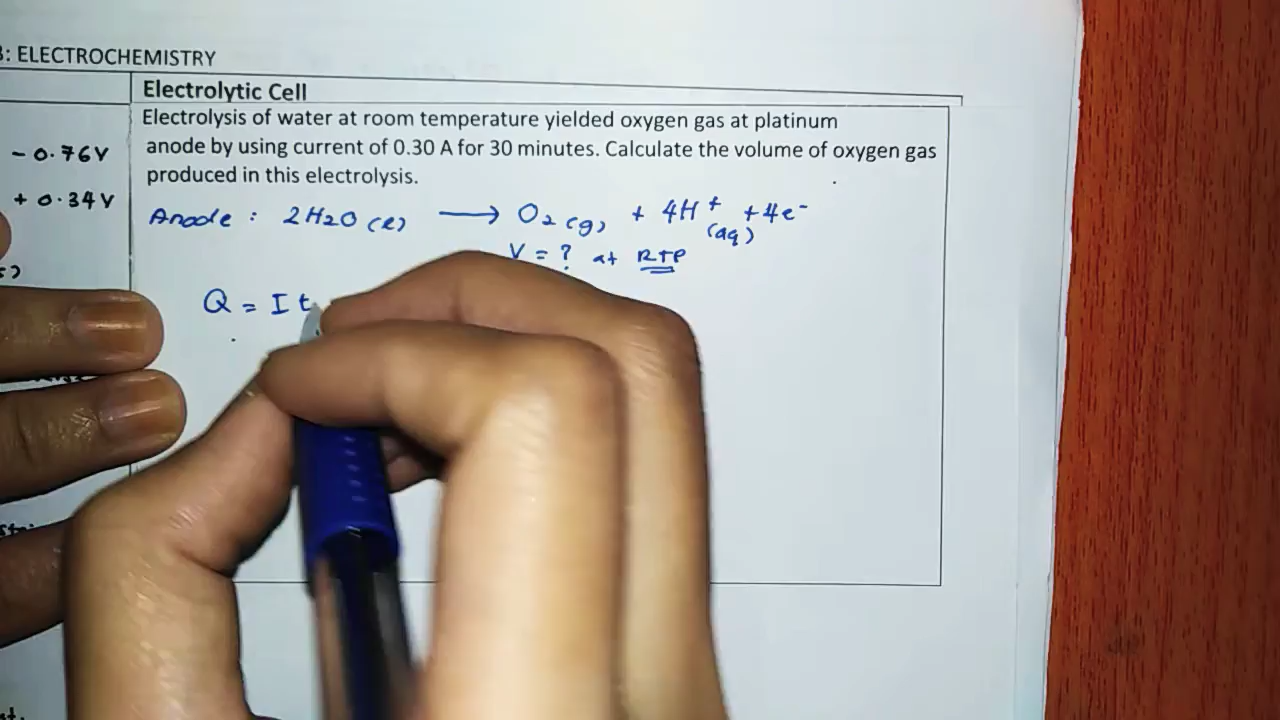 3: ELECTROCHEMISTRY
Electrolytic Cell
Electrolysis of water at room temperature yielded oxygen gas at platinum
anode by using current of 0.30 A for 30 minutes. Calculate the volume of oxygen gas
produced in this electrolysis.
- 0.76V
+ 0.34V
Anode : 2H2O (l) ⟶ O2 (g) + 4H+ (aq) + 4e-
V = ? at RTP
Q = I t